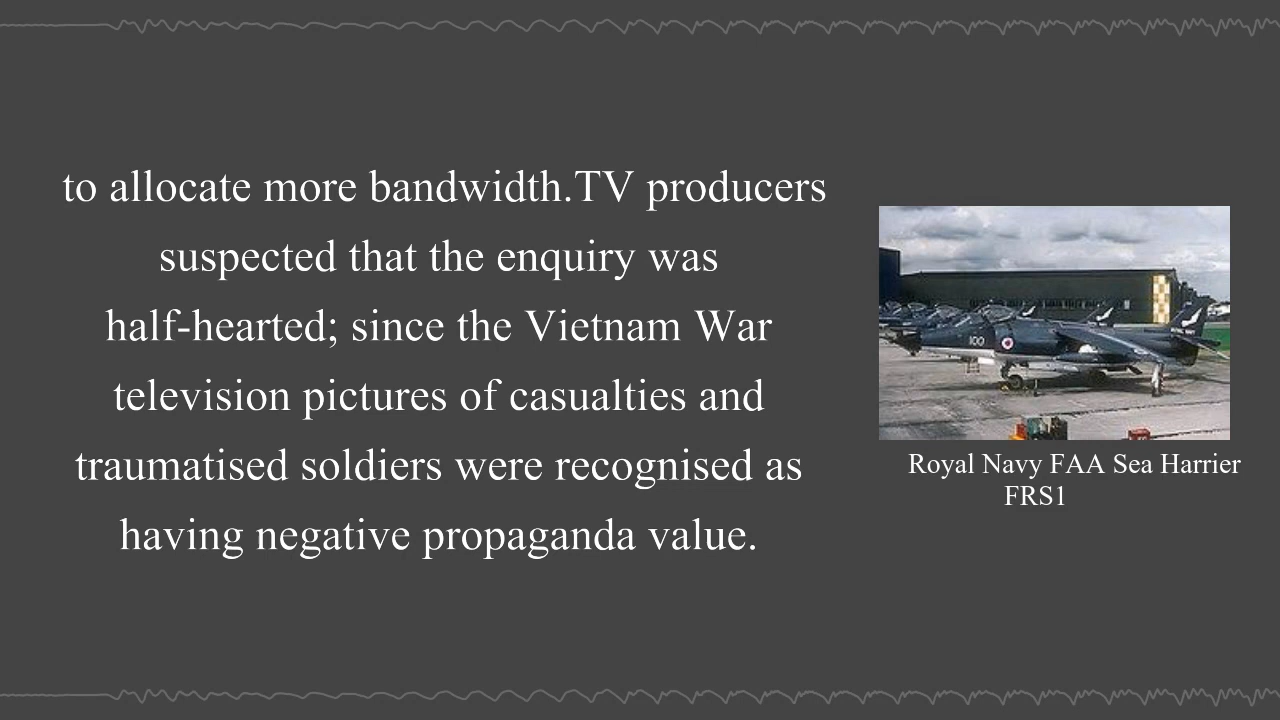 to allocate more bandwidth.TV producers
suspected that the enquiry was
half-hearted; since the Vietnam War
television pictures of casualties and
traumatised soldiers were recognised as
having negative propaganda value.
100
Royal Navy FAA Sea Harrier
FRS1